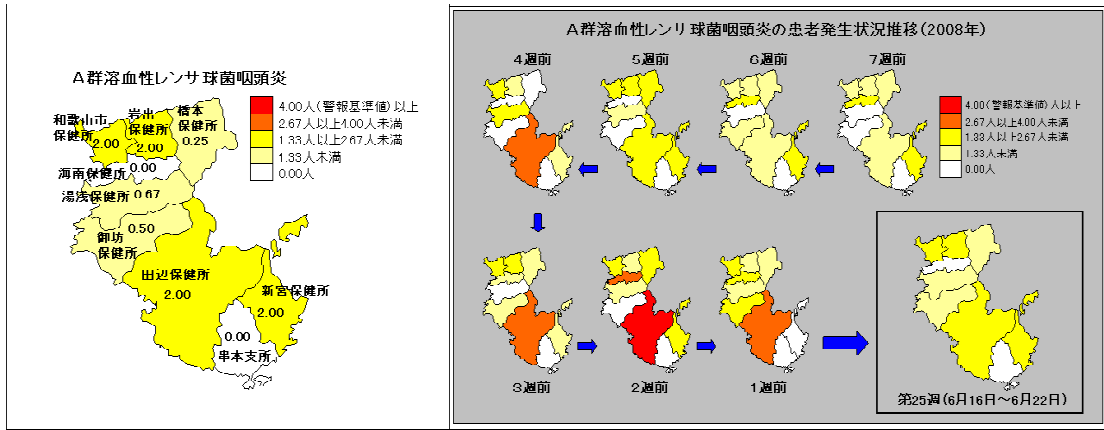 A群溶血性レンサ球菌咽頭炎
4.00人(警報基準値)以上
2.67人以上4.00人未満
1.33人以上2.67人未満
1.33人未満
0.00人
和歌山市
保健所
2.00
岩出
保健所
2.00
橋本
保健所
0.25
0.00
海南保健所
湯浅保健所
0.67
0.50
御坊
保健所
田辺保健所
2.00
新宮保健所
2.00
0.00
串本支所
A群溶血性レンリ球菌咽頭炎の患者発生状況推移(2008年)
4週前
5週前
6週前
7週前
4.00(警報基準値)人以上
2.67人以上4.00人未満
1.33人以上2.67人未満
1.33人未満
0.00人
3週前
2週前
1週前
第25週(6月16日～6月22日)